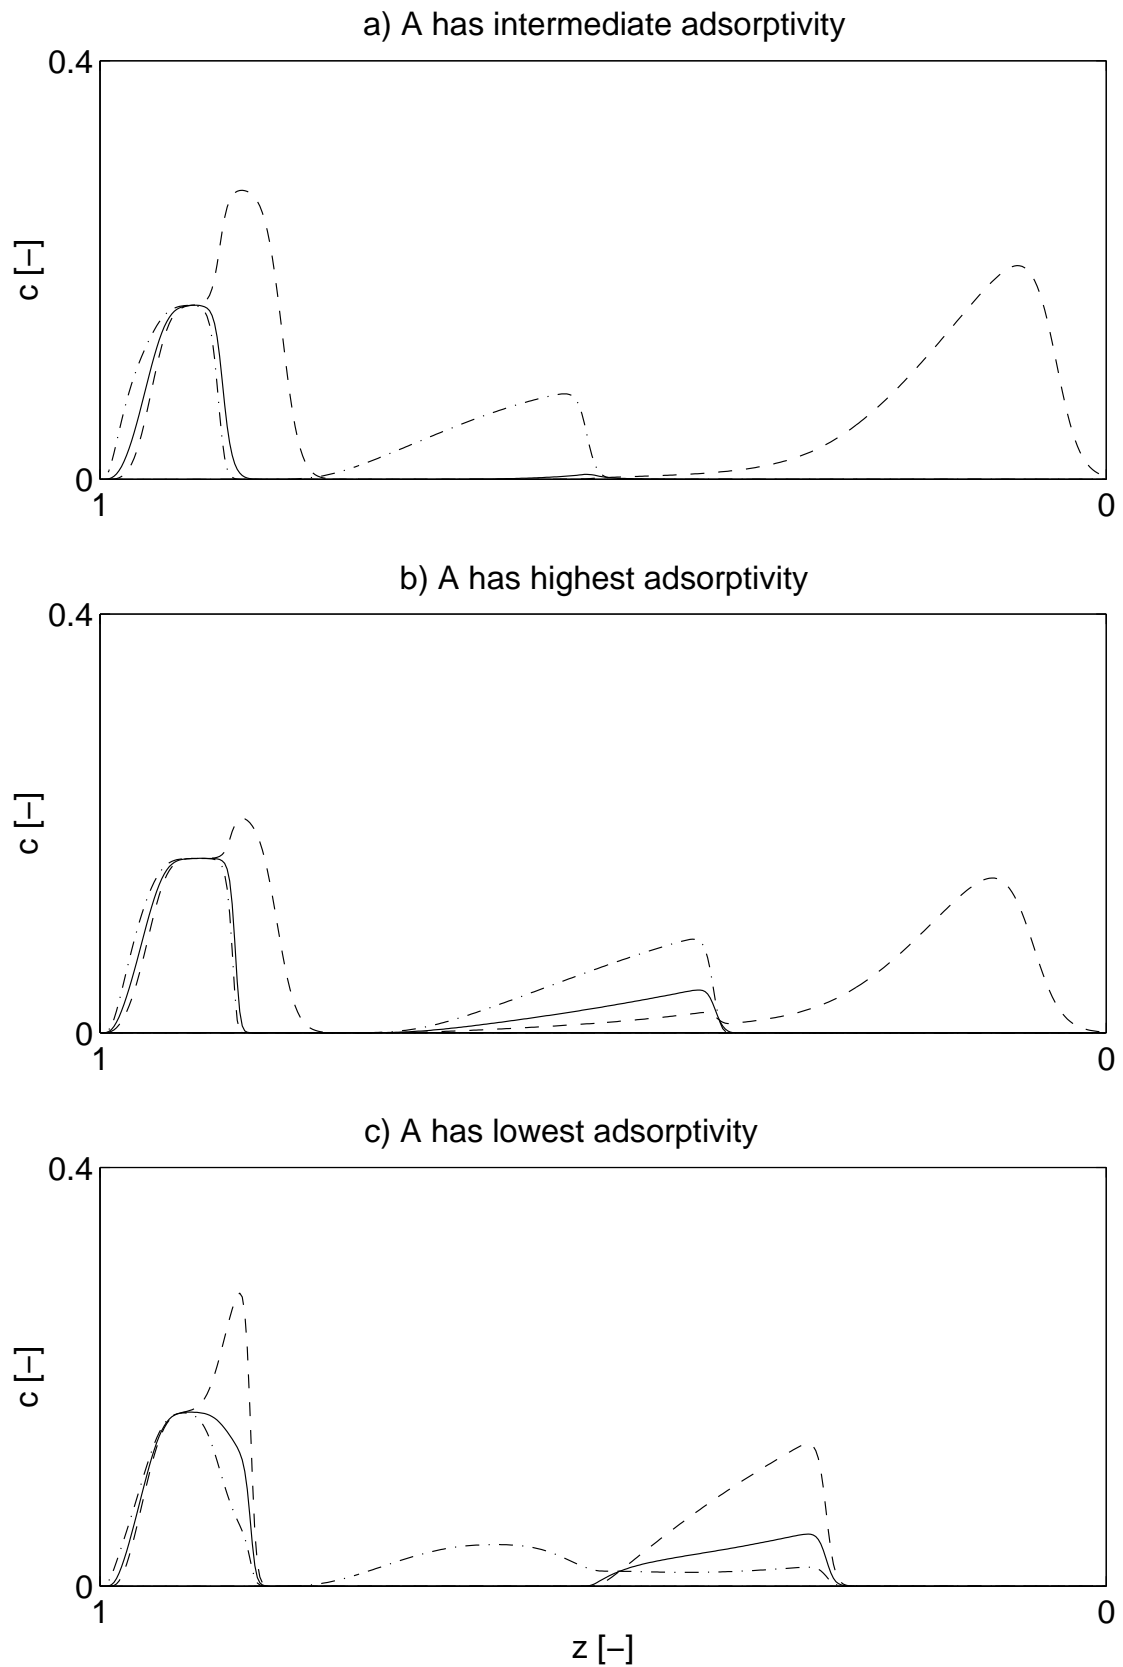 a) A has intermediate adsorptivity
0.4
c [–]
0
1 0
b) A has highest adsorptivity
0.4
c [–]
0
1 0
c) A has lowest adsorptivity
0.4
c [–]
0
1 0
z [–]